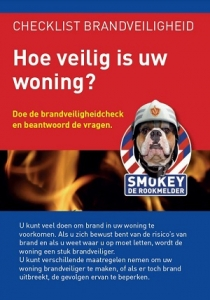 CHECKLIST BRANDVEILIGHEID
Hoe veilig is uw
woning?
Doe de brandveiligheidcheck
en beantwoord de vragen.
SMOKEY
DE ROOKMELDER
U kunt veel doen om brand in uw woning te
voorkomen. Als u zich bewust bent van de risico's van
brand en als u weet waar u op moet letten, wordt de
woning een stuk brandveiliger.
U kunt verschillende maatregelen nemen om uw
woning brandveiliger te maken, of als er toch brand
uitbreekt, de gevolgen ervan te beperken.